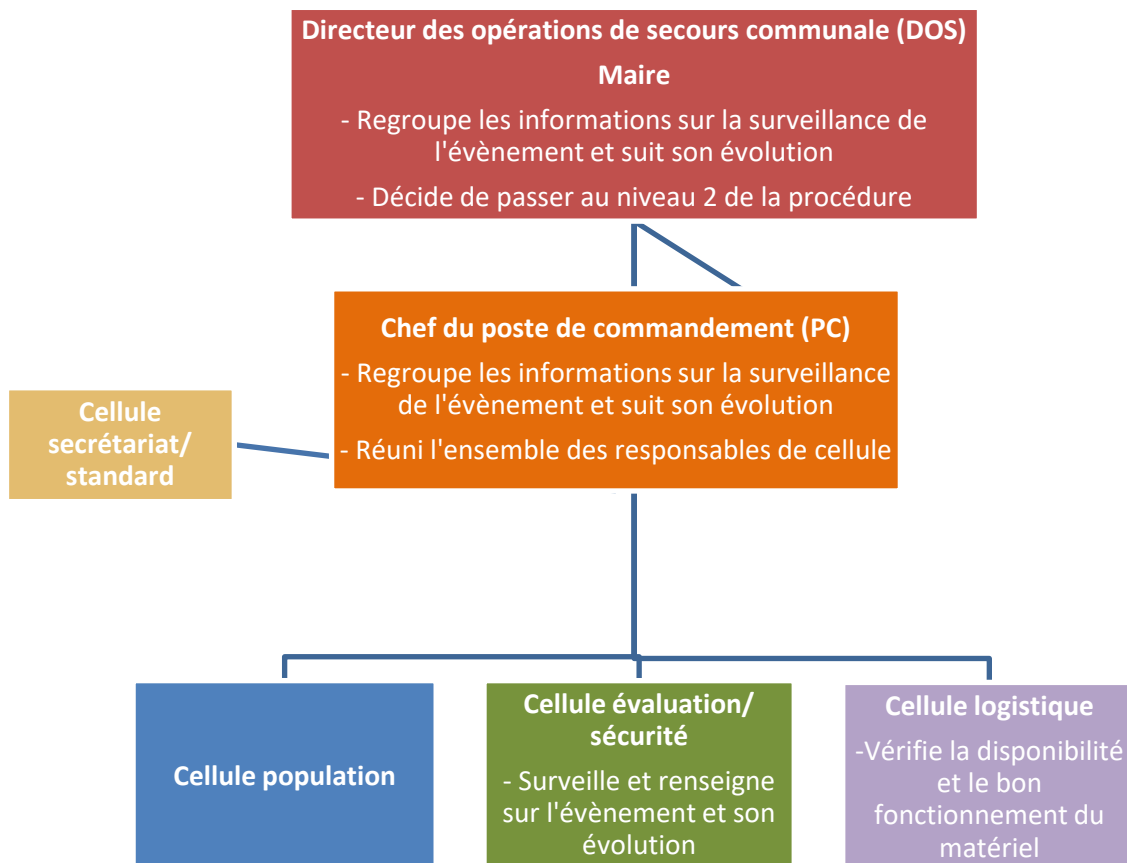 Directeur des opérations de secours communale (DOS)
Maire
- Regroupe les informations sur la surveillance de
l'évènement et suit son évolution
- Décide de passer au niveau 2 de la procédure
Chef du poste de commandement (PC)
- Regroupe les informations sur la surveillance
de l'évènement et suit son évolution
- Réuni l'ensemble des responsables de cellule
Cellule
secrétariat/
standard
Cellule population
Cellule évaluation/
sécurité
- Surveille et renseigne
sur l'évènement et son
évolution
Cellule logistique
-Vérifie la disponibilité
et le bon
fonctionnement du
matériel